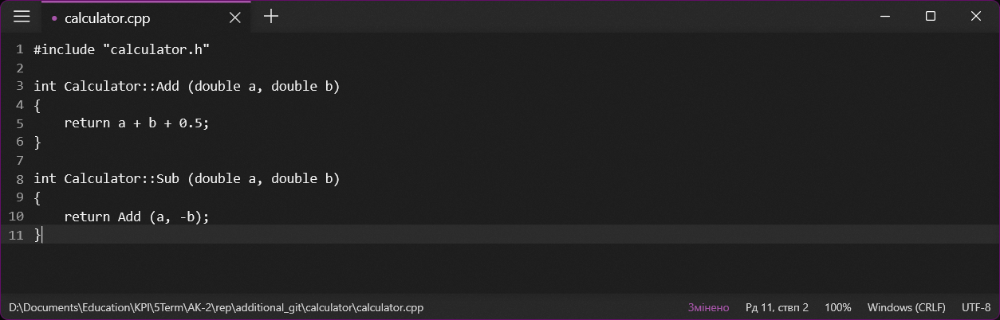 calculator.cpp
1 #include "calculator.h"
2
3 int Calculator::Add (double a, double b)
4 {
5     return a + b + 0.5;
6 }
7
8 int Calculator::Sub (double a, double b)
9 {
10     return Add (a, -b);
11 }
D:\Documents\Education\KPI\5Term\AK-2\rep\additional_git\calculator\calculator.cpp Змінено Рд 11, ствп 2 100% Windows (CRLF) UTF-8